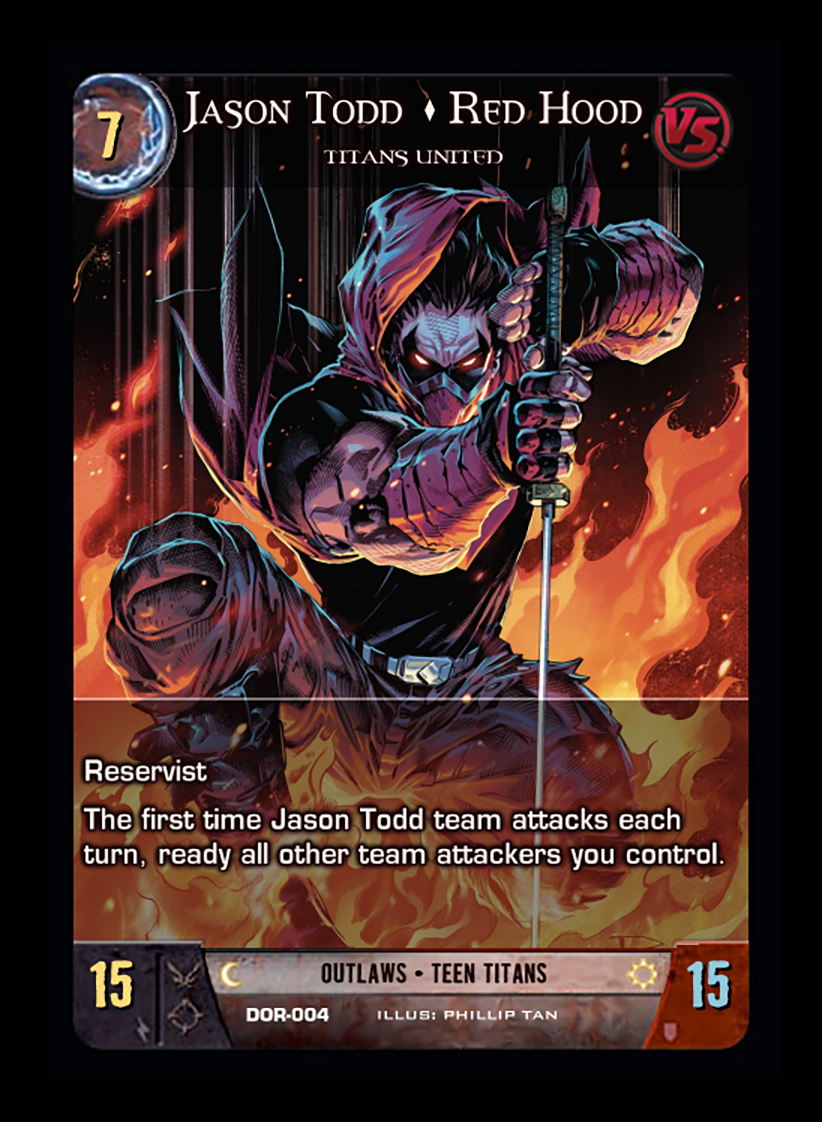 7
Jason Todd ♦ Red Hood
VS.
Titans United
Reservist
The first time Jason Todd team attacks each
turn, ready all other team attackers you control.
15
OUTLAWS • TEEN TITANS
15
DOR-004
ILLUS: PHILLIP TAN